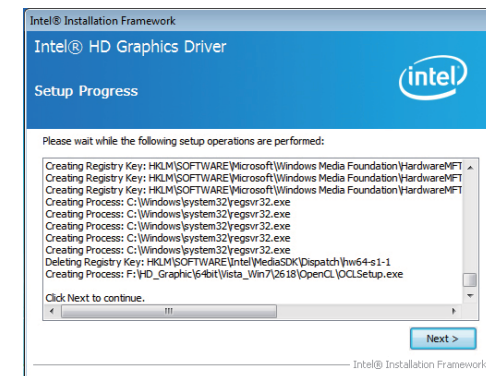 Intel® Installation Framework
Intel® HD Graphics Driver
Setup Progress
intel
Please wait while the following setup operations are performed:
Creating Registry Key: HKLM\SOFTWARE\Microsoft\Windows Media Foundation\HardwareMFT
Creating Registry Key: HKLM\SOFTWARE\Microsoft\Windows Media Foundation\HardwareMFT
Creating Registry Key: HKLM\SOFTWARE\Microsoft\Windows Media Foundation\HardwareMFT
Creating Process: C:\Windows\system32\regsvr32.exe
Creating Process: C:\Windows\system32\regsvr32.exe
Creating Process: C:\Windows\system32\regsvr32.exe
Creating Process: C:\Windows\system32\regsvr32.exe
Creating Process: C:\Windows\system32\regsvr32.exe
Deleting Registry Key: HKLM\SOFTWARE\Intel\MediaSDK\Dispatch\hw64-s1-1
Creating Process: F:\HD_Graphic\64bit\Vista_Win7\2618\OpenCL\OCLSetup.exe
Click Next to continue.
Next >
Intel® Installation Framework